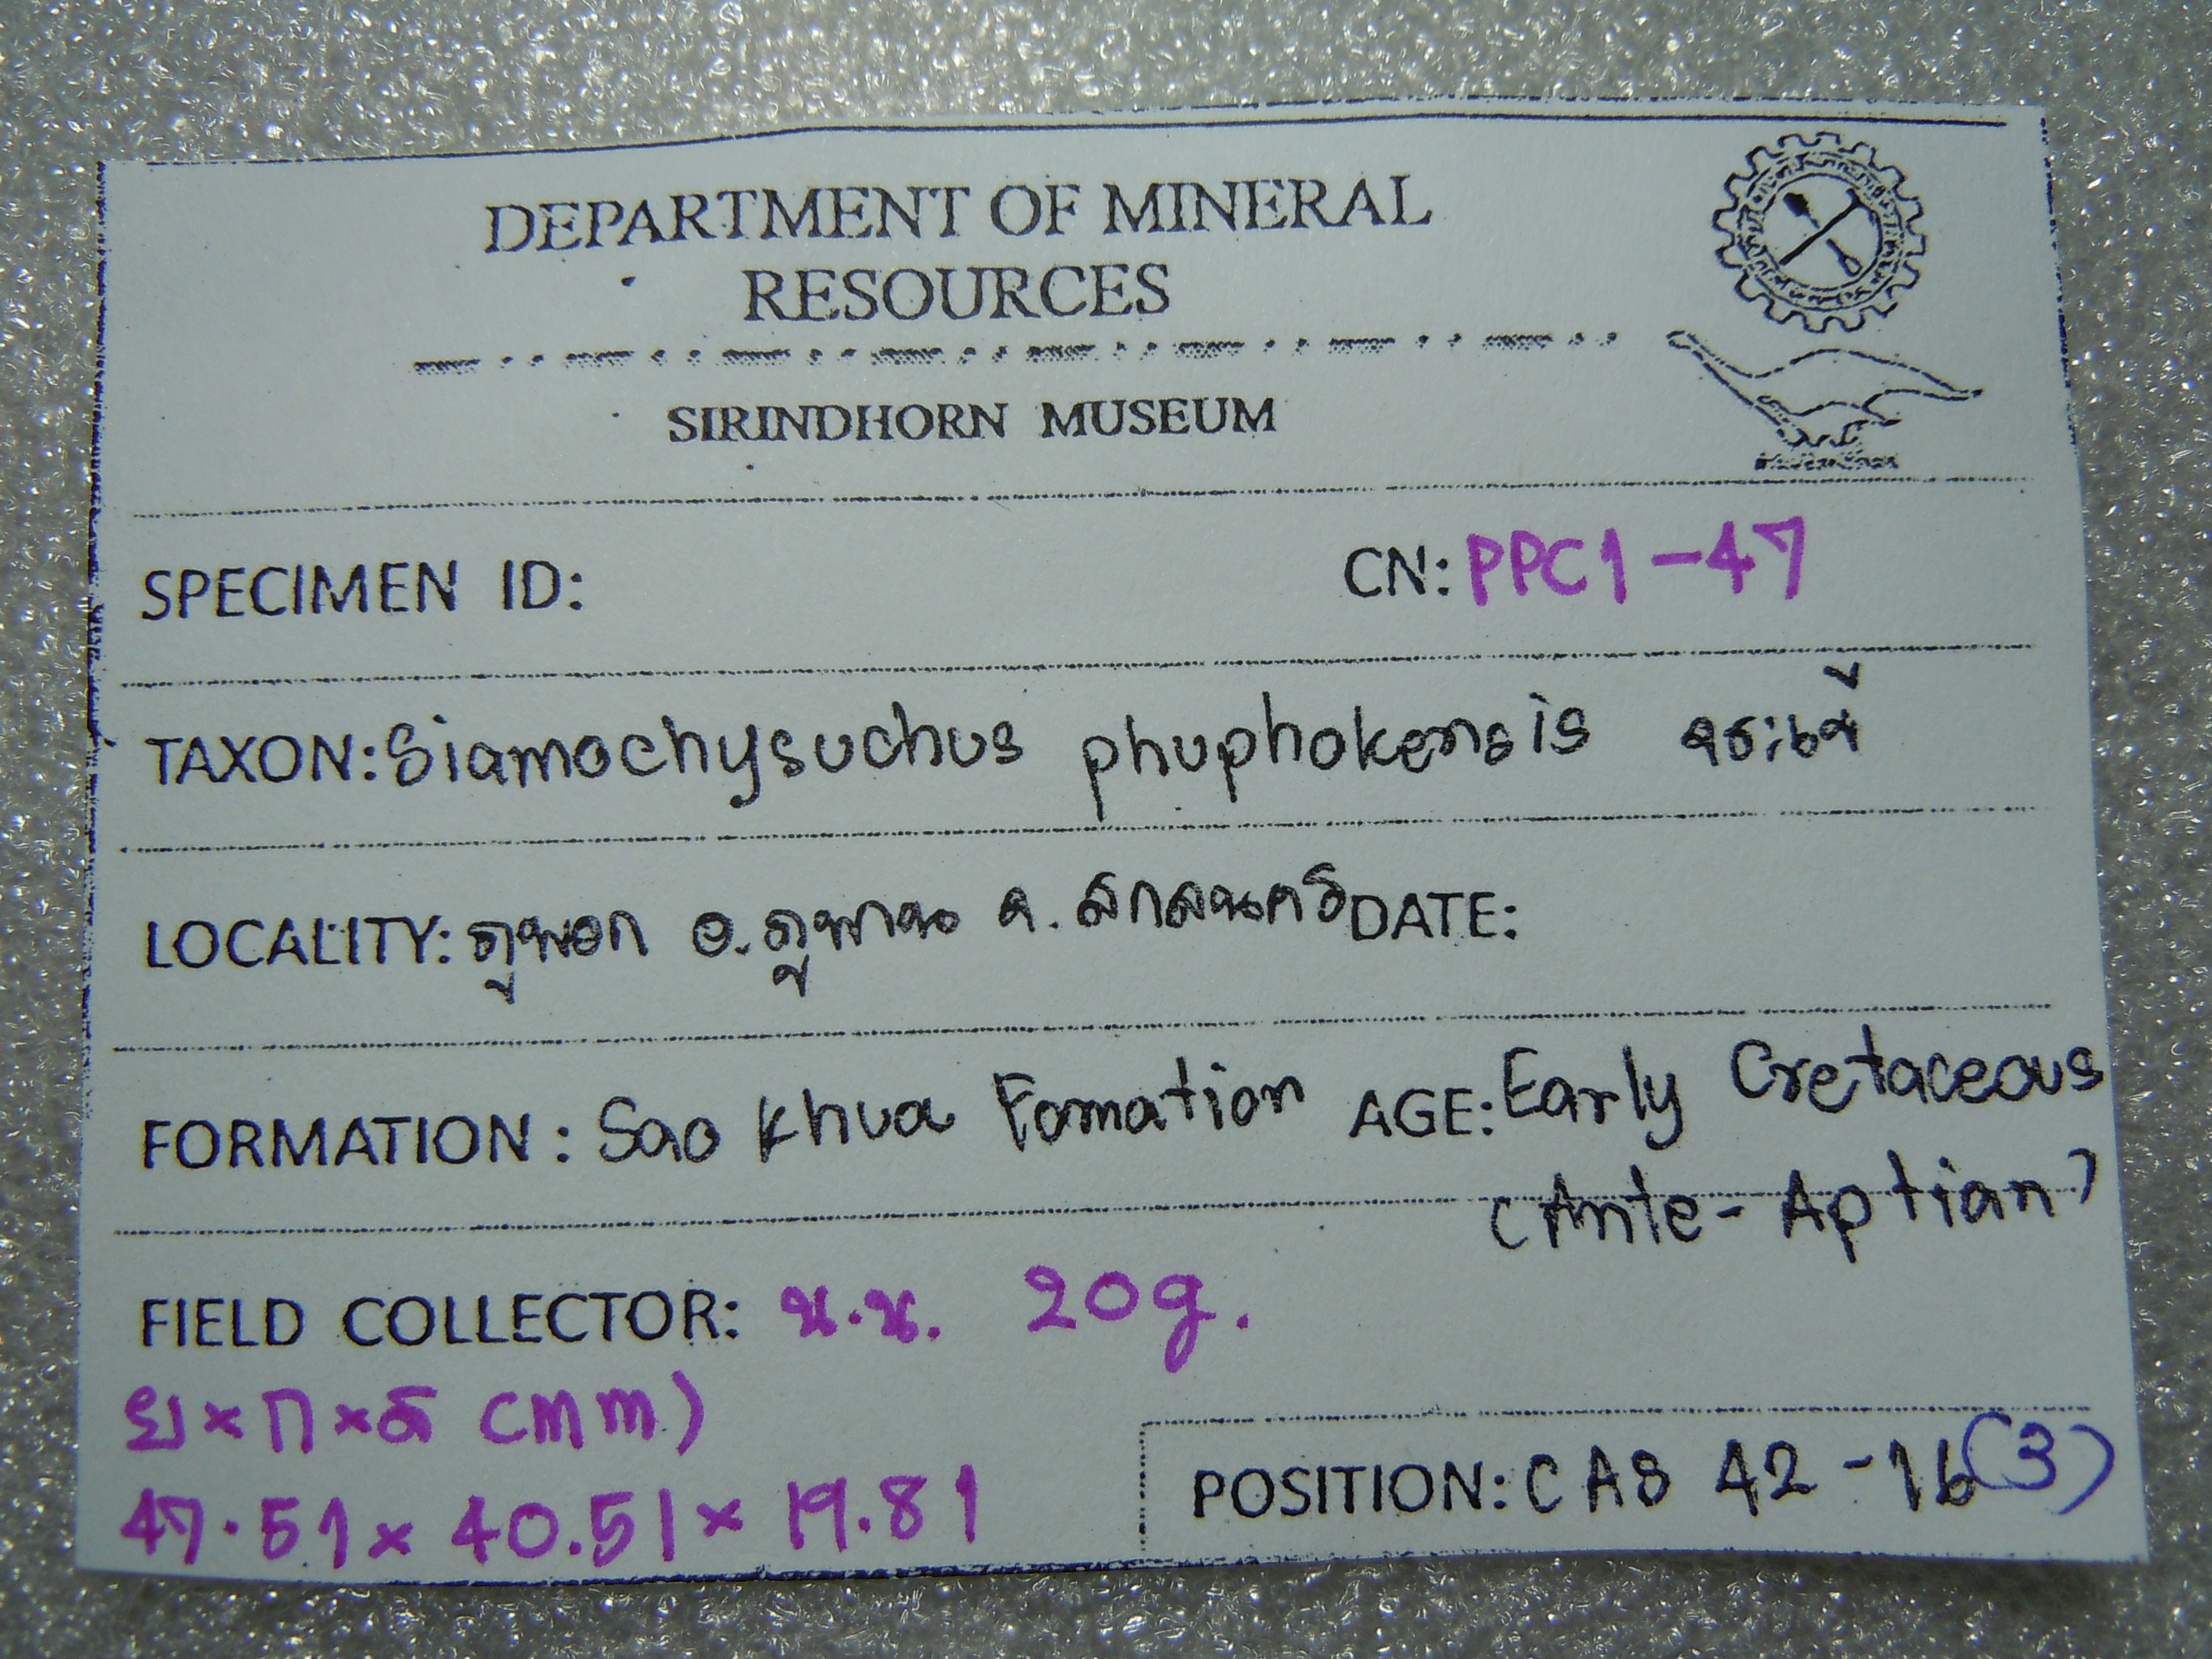 DEPARTMENT OF MINERAL
RESOURCES
SIRINDHORN MUSEUM
SPECIMEN ID: CN: PPC1-47
TAXON: Siamochysuchus phuphokensis จระเข้
LOCALITY: ภูพอก อ.ภูพาน จ.สกลนคร DATE:
FORMATION: Sao Khua Fomation AGE: Early Cretaceous
(Ante-Aptian)
FIELD COLLECTOR: น.น. 20g.
ย×ก×ส (mm)
47.51×40.51×19.81
POSITION: CAS 42-16(3)